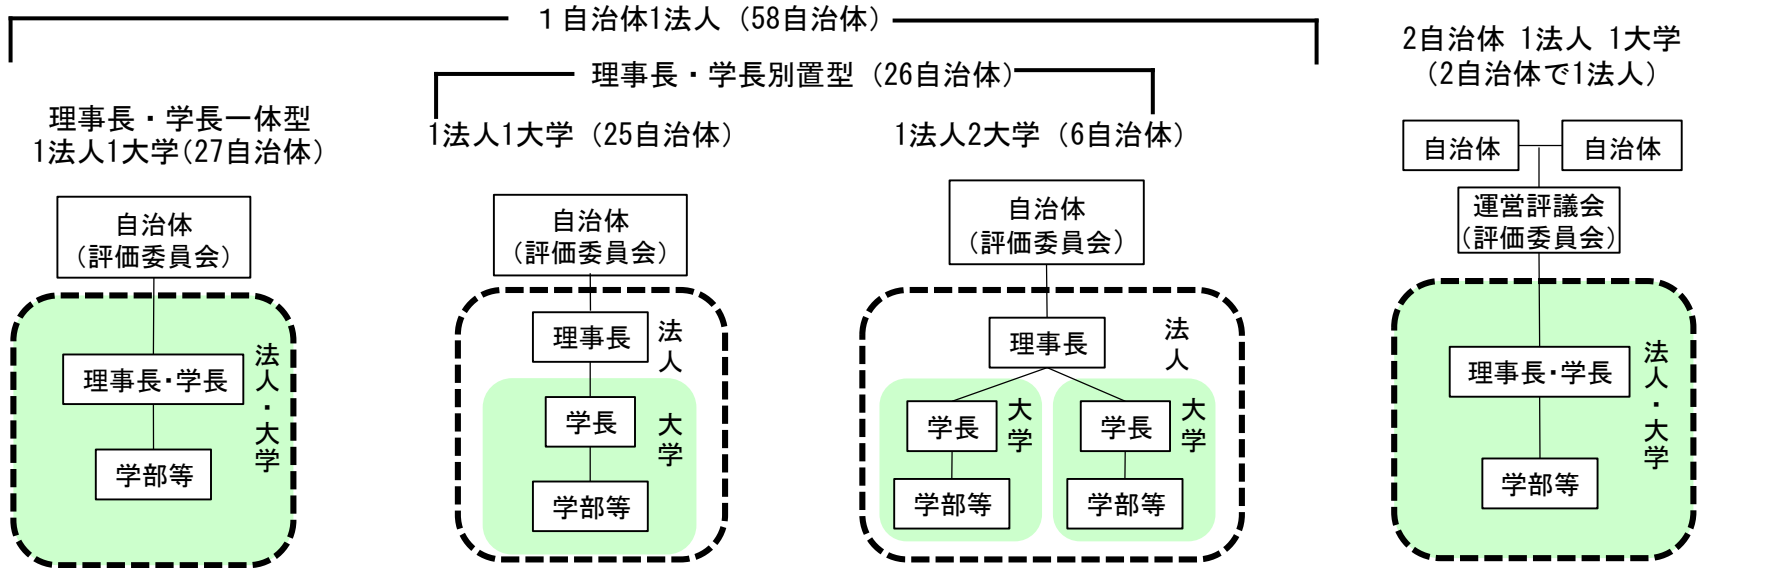 １自治体1法人（58自治体）
理事長・学長別置型（26自治体）
理事長・学長一体型
1法人1大学(27自治体)
1法人1大学（25自治体）
1法人2大学（6自治体）
2自治体 1法人 1大学
（2自治体で1法人）
自治体
（評価委員会）
理事長・学長
学部等
法人・大学
自治体
（評価委員会）
理事長
法人
学長
大学
学部等
自治体
（評価委員会）
理事長
法人
学長
大学
学部等
学長
大学
学部等
自治体
自治体
運営評議会
(評価委員会)
理事長・学長
学部等
法人・大学